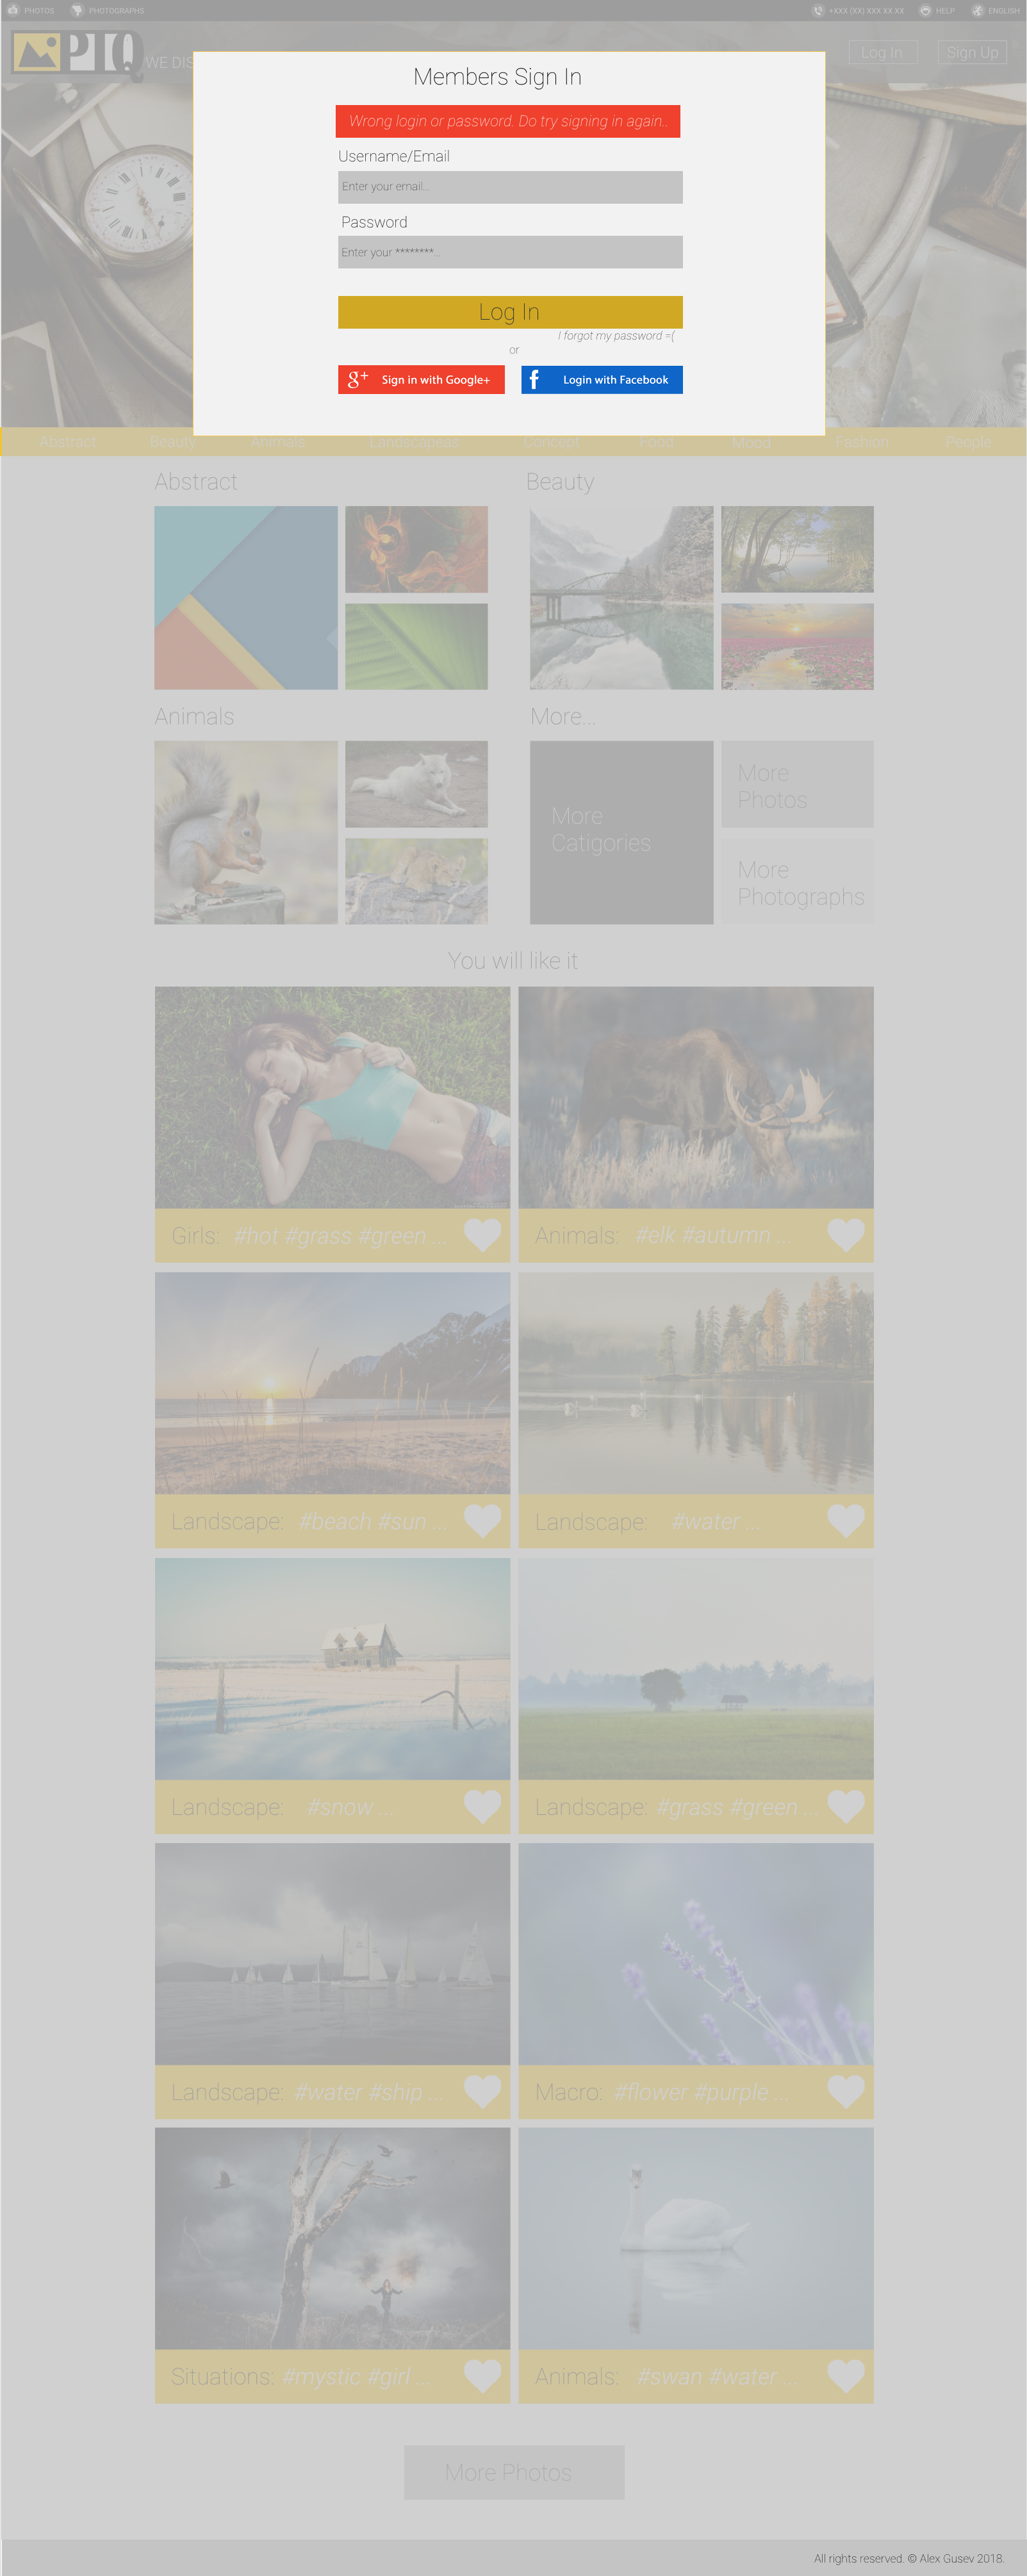 PHOTOS PHOTOGRAPHS +XXX (XX) XXX XX XX HELP ENGLISH
PTQ
WE DIS
Log In Sign Up
Members Sign In
Wrong login or password. Do try signing in again..
Username/Email
Enter your email...
Password
Enter your ********...
Log In
I forgot my password =(
or
g+ Sign in with Google+
f Login with Facebook
Abstract Beauty Animals Landscapeas Concept Food Mood Fashion People
Abstract
Beauty
Animals
More...
More
Catigories
More
Photos
More
Photographs
You will like it
Girls: #hot #grass #green ...
Animals: #elk #autumn ...
Landscape: #beach #sun ...
Landscape: #water ...
Landscape: #snow ...
Landscape: #grass #green ...
Landscape: #water #ship ...
Macro: #flower #purple ...
Situations: #mystic #girl ...
Animals: #swan #water ...
More Photos
All rights reserved. © Alex Gusev 2018.